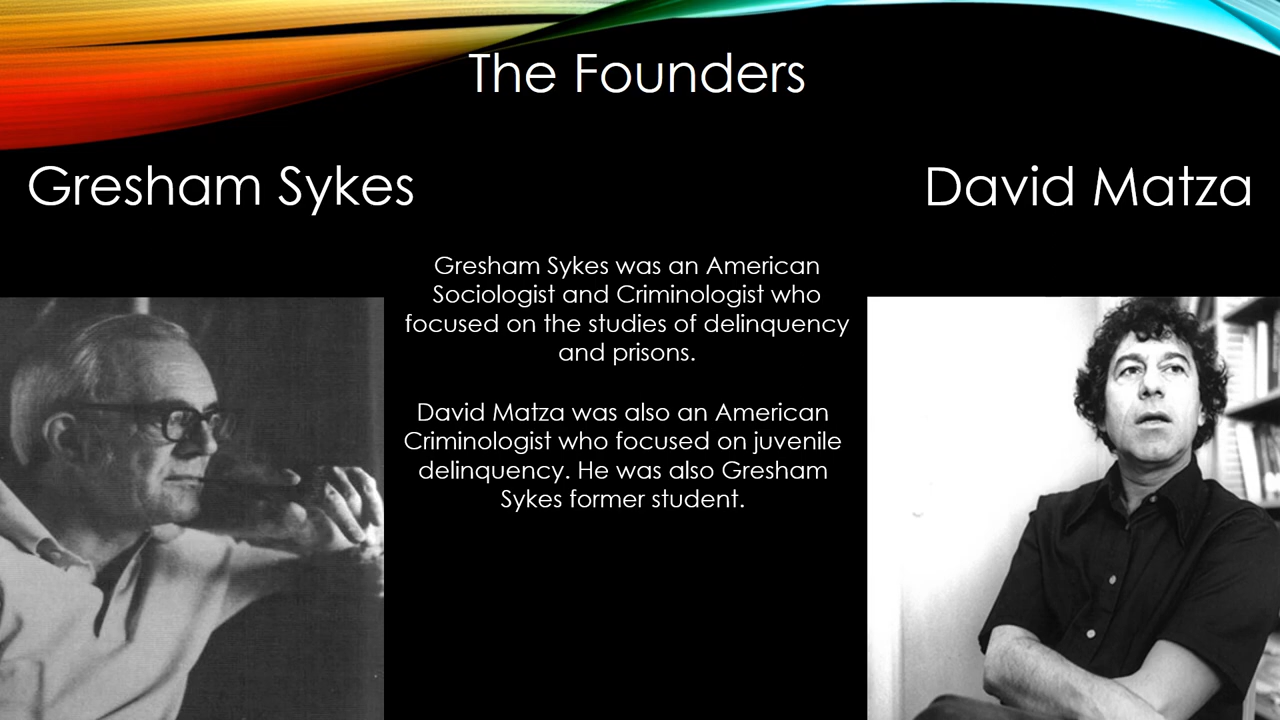 The Founders
Gresham Sykes
David Matza
Gresham Sykes was an American
Sociologist and Criminologist who
focused on the studies of delinquency
and prisons.
David Matza was also an American
Criminologist who focused on juvenile
delinquency. He was also Gresham
Sykes former student.